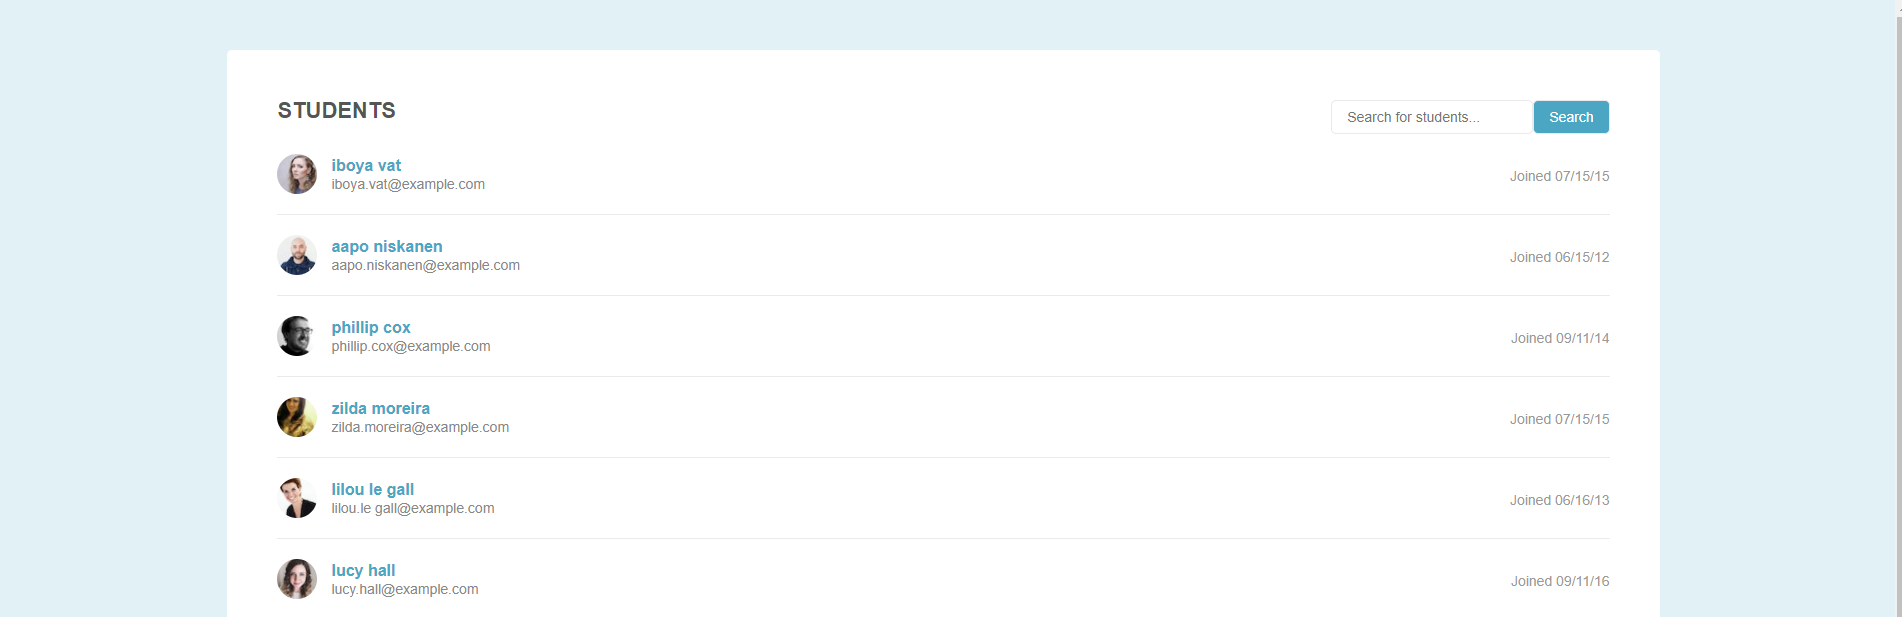 STUDENTS
Search for students...
Search
iboya vat
iboya.vat@example.com
Joined 07/15/15
aapo niskanen
aapo.niskanen@example.com
Joined 06/15/12
phillip cox
phillip.cox@example.com
Joined 09/11/14
zilda moreira
zilda.moreira@example.com
Joined 07/15/15
lilou le gall
lilou.le gall@example.com
Joined 06/16/13
lucy hall
lucy.hall@example.com
Joined 09/11/16